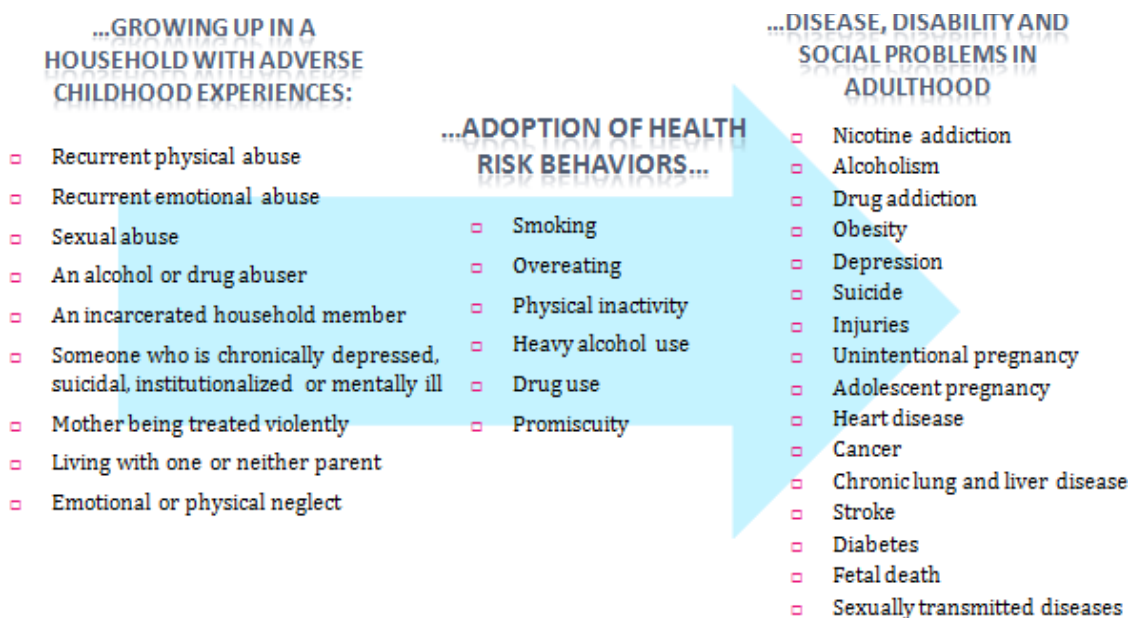 ...GROWING UP IN A
HOUSEHOLD WITH ADVERSE
CHILDHOOD EXPERIENCES:
Recurrent physical abuse
Recurrent emotional abuse
Sexual abuse
An alcohol or drug abuser
An incarcerated household member
Someone who is chronically depressed,
suicidal, institutionalized or mentally ill
Mother being treated violently
Living with one or neither parent
Emotional or physical neglect
...ADOPTION OF HEALTH
RISK BEHAVIORS...
Smoking
Overeating
Physical inactivity
Heavy alcohol use
Drug use
Promiscuity
...DISEASE, DISABILITY AND
SOCIAL PROBLEMS IN
ADULTHOOD
Nicotine addiction
Alcoholism
Drug addiction
Obesity
Depression
Suicide
Injuries
Unintentional pregnancy
Adolescent pregnancy
Heart disease
Cancer
Chronic lung and liver disease
Stroke
Diabetes
Fetal death
Sexually transmitted diseases